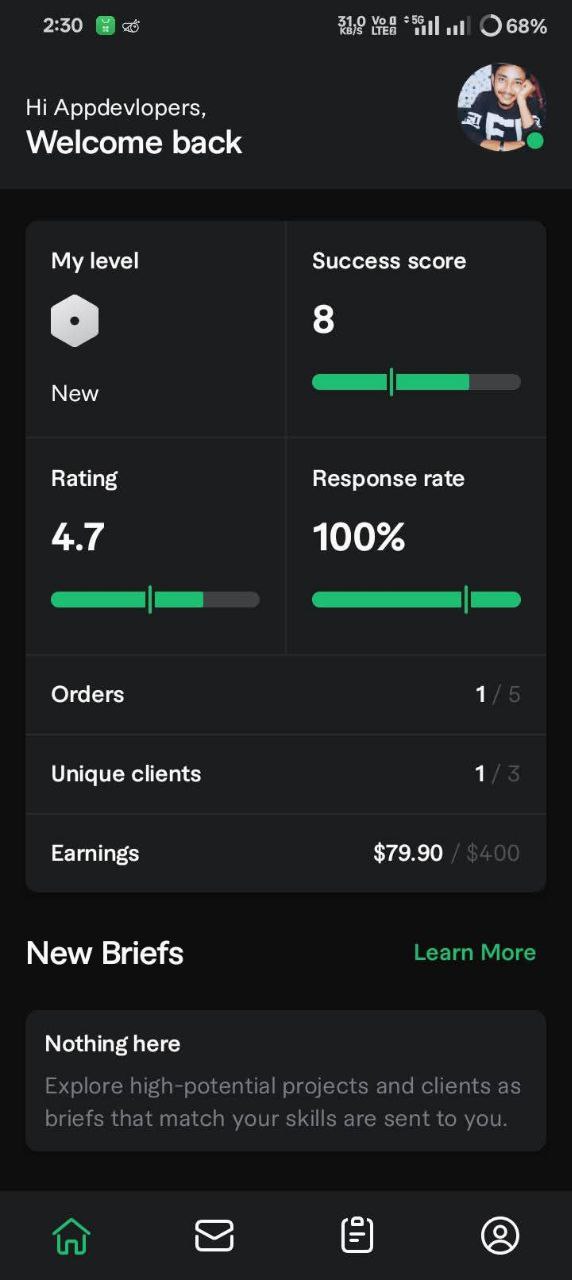 2:30
31.0 KB/S Vo LTE2 5G 68%
Hi Appdevlopers,
Welcome back
My level
Success score
8
New
Rating
Response rate
4.7
100%
Orders
1 / 5
Unique clients
1 / 3
Earnings
$79.90 / $400
New Briefs
Learn More
Nothing here
Explore high-potential projects and clients as
briefs that match your skills are sent to you.